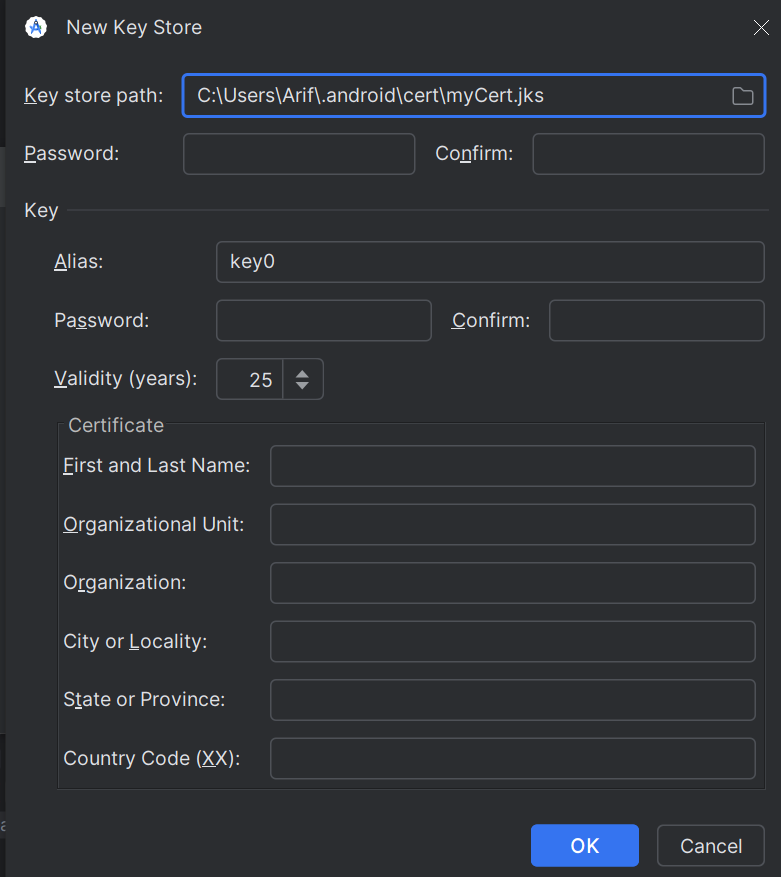 New Key Store
Key store path: C:\Users\Arif\.android\cert\myCert.jks
Password: Confirm:
Key
Alias: key0
Password: Confirm:
Validity (years): 25
Certificate
First and Last Name:
Organizational Unit:
Organization:
City or Locality:
State or Province:
Country Code (XX):
OK Cancel